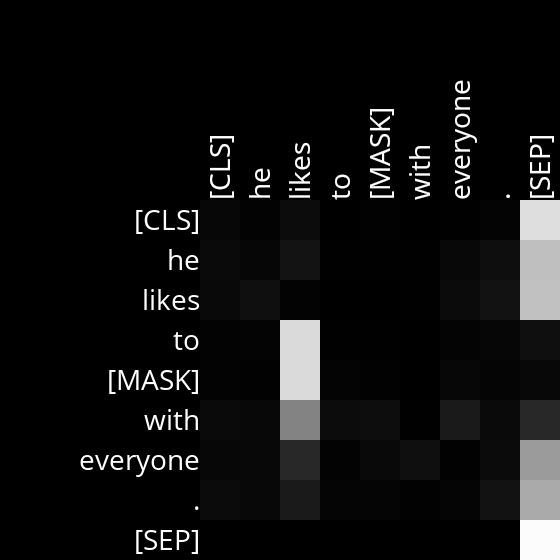 [CLS] he likes to [MASK] with everyone . [SEP]
[CLS]
he
likes
to
[MASK]
with
everyone
.
[SEP]